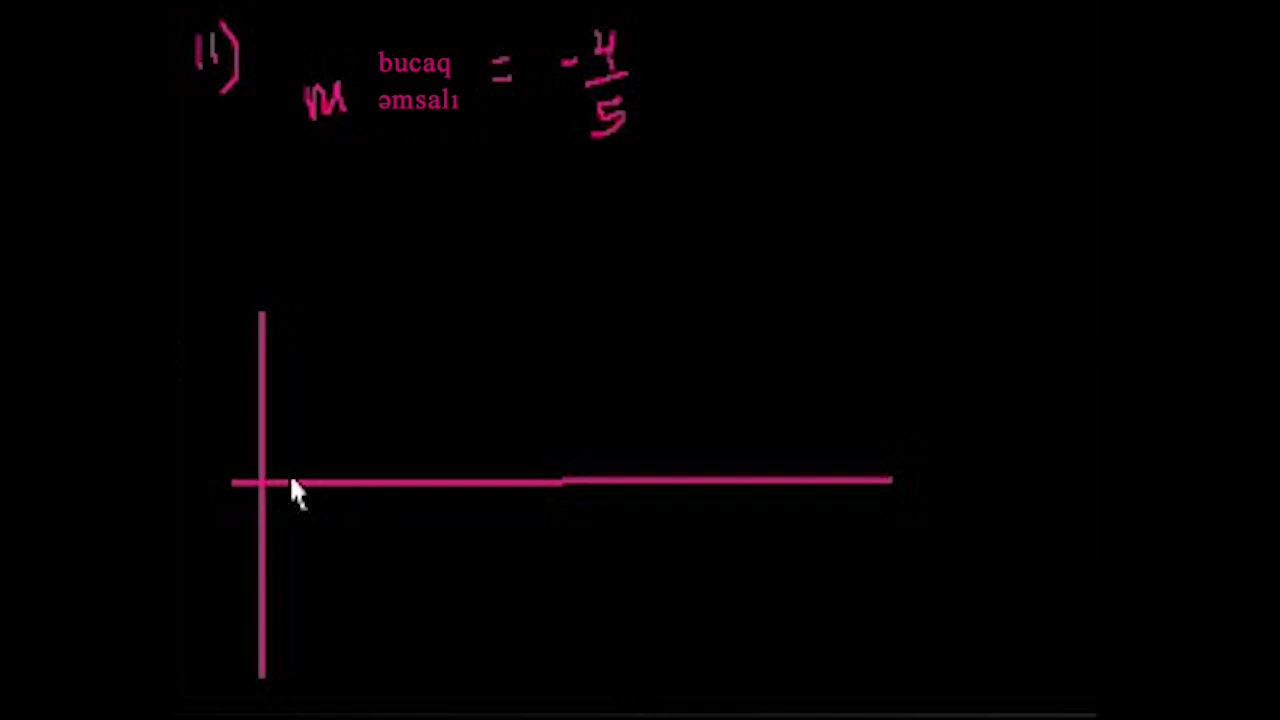 11) m bucaq əmsalı = -4/5